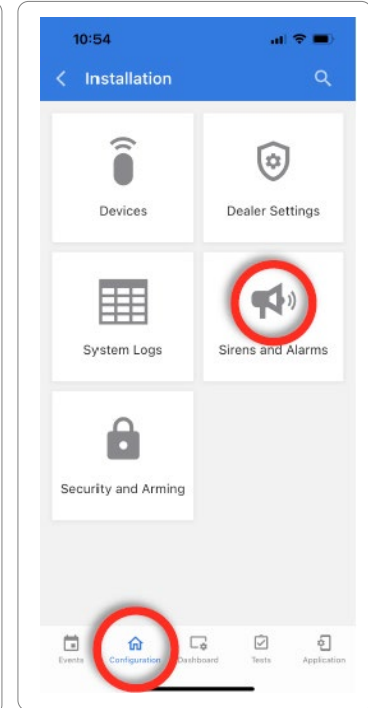 10:54
Installation
Devices
Dealer Settings
System Logs
Sirens and Alarms
Security and Arming
Events
Configuration
Dashboard
Tests
Application